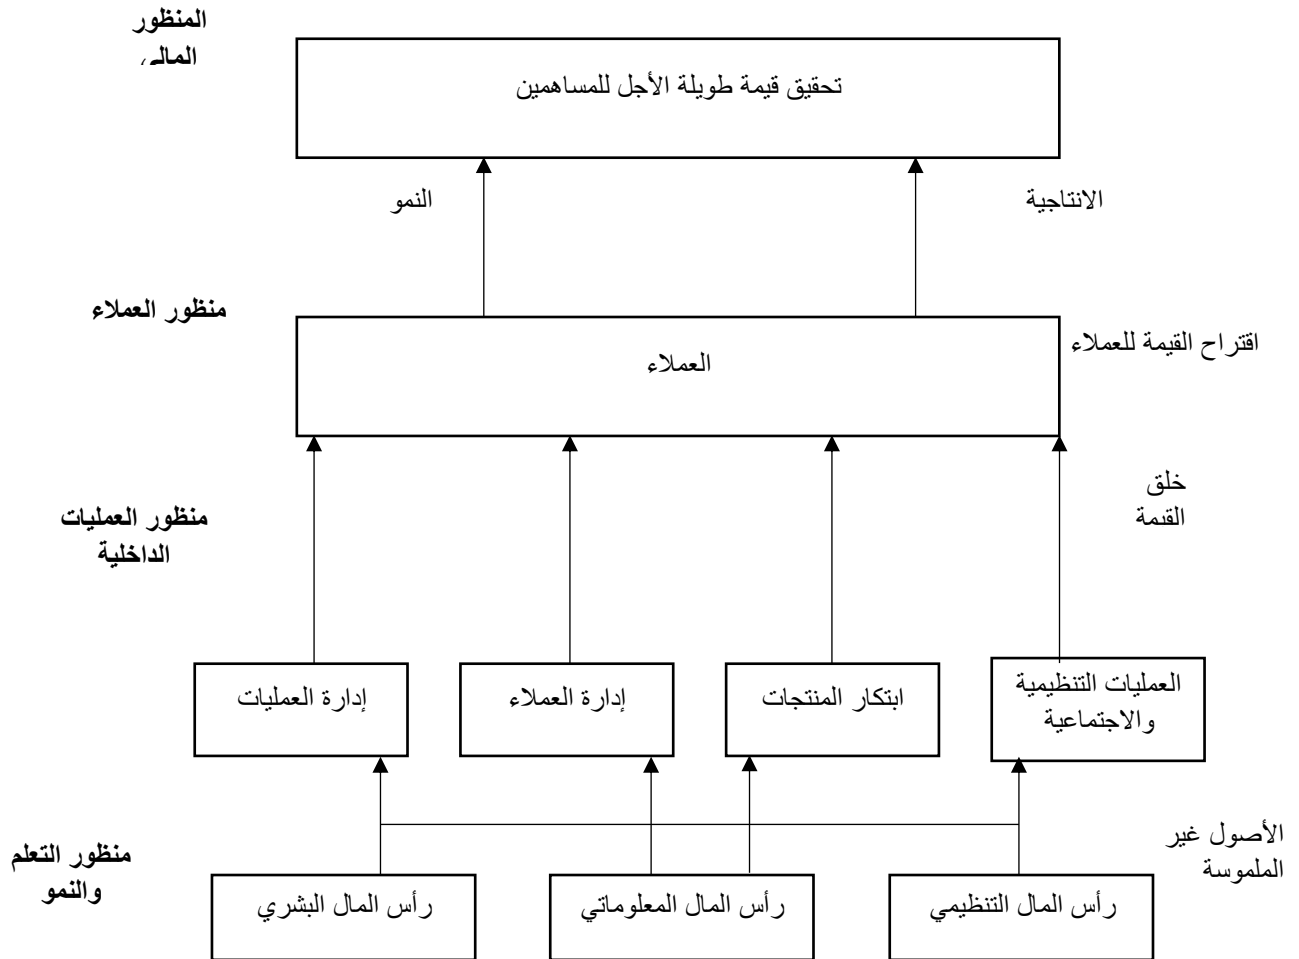 المنظور
المالي
تحقيق قيمة طويلة الأجل للمساهمين
الانتاجية
النمو
منظور العملاء
اقتراح القيمة للعملاء
العملاء
خلق
القيمة
منظور العمليات
الداخلية
العمليات التنظيمية
والاجتماعية
ابتكار المنتجات
إدارة العملاء
إدارة العمليات
الأصول غير
الملموسة
منظور التعلم
والنمو
رأس المال التنظيمي
رأس المال المعلوماتي
رأس المال البشري